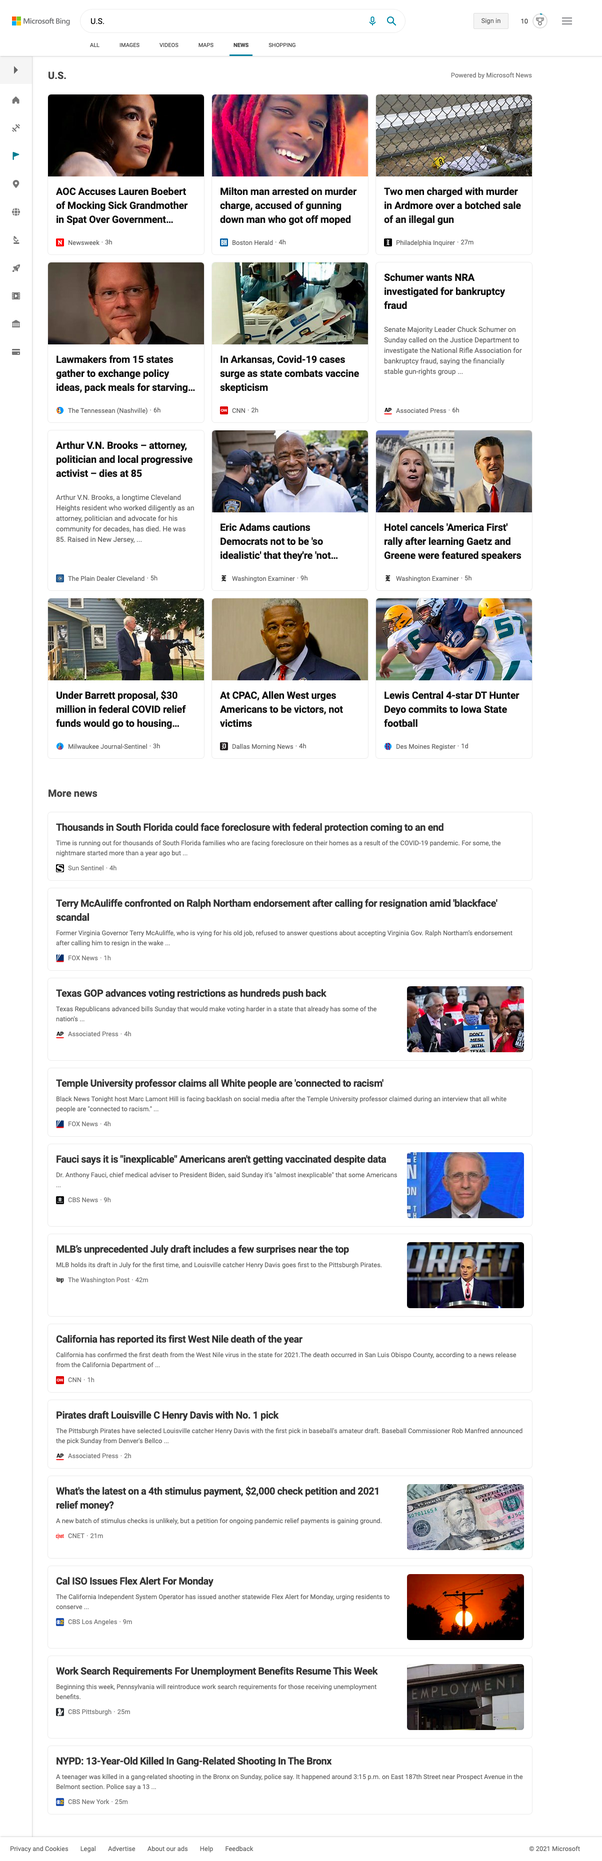 Microsoft Bing
U.S.
Sign in
10
ALL
IMAGES
VIDEOS
MAPS
NEWS
SHOPPING
U.S.
Powered by Microsoft News
AOC Accuses Lauren Boebert
of Mocking Sick Grandmother
in Spat Over Government...
Newsweek · 3h
Milton man arrested on murder
charge, accused of gunning
down man who got off moped
Boston Herald · 4h
Two men charged with murder
in Ardmore over a botched sale
of an illegal gun
Philadelphia Inquirer · 27m
Lawmakers from 15 states
gather to exchange policy
ideas, pack meals for starving...
The Tennessean (Nashville) · 6h
In Arkansas, Covid-19 cases
surge as state combats vaccine
skepticism
CNN · 2h
Schumer wants NRA
investigated for bankruptcy
fraud
Senate Majority Leader Chuck Schumer on
Sunday called on the Justice Department to
investigate the National Rifle Association for
bankruptcy fraud, saying the financially
stable gun-rights group ...
AP
Associated Press · 6h
Arthur V.N. Brooks – attorney,
politician and local progressive
activist – dies at 85
Arthur V.N. Brooks, a longtime Cleveland
Heights resident who worked diligently as an
attorney, politician and advocate for his
community for decades, has died. He was
85. Raised in New Jersey, ...
The Plain Dealer Cleveland · 5h
Eric Adams cautions
Democrats not to be 'so
idealistic' that they're 'not...
Washington Examiner · 9h
Hotel cancels 'America First'
rally after learning Gaetz and
Greene were featured speakers
Washington Examiner · 5h
Under Barrett proposal, $30
million in federal COVID relief
funds would go to housing...
Milwaukee Journal-Sentinel · 3h
At CPAC, Allen West urges
Americans to be victors, not
victims
Dallas Morning News · 4h
57
Lewis Central 4-star DT Hunter
Deyo commits to Iowa State
football
Des Moines Register · 1d
More news
Thousands in South Florida could face foreclosure with federal protection coming to an end
Time is running out for thousands of South Florida families who are facing foreclosure on their homes as a result of the COVID-19 pandemic. For some, the
nightmare started more than a year ago but ...
Sun Sentinel · 4h
Terry McAuliffe confronted on Ralph Northam endorsement after calling for resignation amid 'blackface'
scandal
Former Virginia Governor Terry McAuliffe, who is vying for his old job, refused to answer questions about accepting Virginia Gov. Ralph Northam's endorsement
after calling him to resign in the wake ...
FOX News · 1h
Texas GOP advances voting restrictions as hundreds push back
Texas Republicans advanced bills Sunday that would make voting harder in a state that already has some of the
nation's ...
AP
Associated Press · 4h
DON'T
MESS
WITH
TEXAS
Temple University professor claims all White people are 'connected to racism'
Black News Tonight host Marc Lamont Hill is facing backlash on social media after the Temple University professor claimed during an interview that all white
people are "connected to racism." ...
FOX News · 4h
Fauci says it is "inexplicable" Americans aren't getting vaccinated despite data
Dr. Anthony Fauci, chief medical adviser to President Biden, said Sunday it's "almost inexplicable" that some Americans
...
CBS News · 9h
MLB's unprecedented July draft includes a few surprises near the top
MLB holds its draft in July for the first time, and Louisville catcher Henry Davis goes first to the Pittsburgh Pirates.
wp
The Washington Post · 42m
DRAFT
California has reported its first West Nile death of the year
California has confirmed the first death from the West Nile virus in the state for 2021.The death occurred in San Luis Obispo County, according to a news release
from the California Department of ...
CNN · 1h
Pirates draft Louisville C Henry Davis with No. 1 pick
The Pittsburgh Pirates have selected Louisville catcher Henry Davis with the first pick in baseball's amateur draft. Baseball Commissioner Rob Manfred announced
the pick Sunday from Denver's Bellco ...
AP
Associated Press · 2h
What's the latest on a 4th stimulus payment, $2,000 check petition and 2021
relief money?
A new batch of stimulus checks is unlikely, but a petition for ongoing pandemic relief payments is gaining ground.
CNET · 21m
Cal ISO Issues Flex Alert For Monday
The California Independent System Operator has issued another statewide Flex Alert for Monday, urging residents to
conserve ...
CBS Los Angeles · 9m
Work Search Requirements For Unemployment Benefits Resume This Week
Beginning this week, Pennsylvania will reintroduce work search requirements for those receiving unemployment
benefits.
CBS Pittsburgh · 25m
EMPLOYMENT
NYPD: 13-Year-Old Killed In Gang-Related Shooting In The Bronx
A teenager was killed in a gang-related shooting in the Bronx on Sunday, police say. It happened around 3:15 p.m. on East 187th Street near Prospect Avenue in the
Belmont section. Police say a 13 ...
CBS New York · 25m
Privacy and Cookies
Legal
Advertise
About our ads
Help
Feedback
© 2021 Microsoft